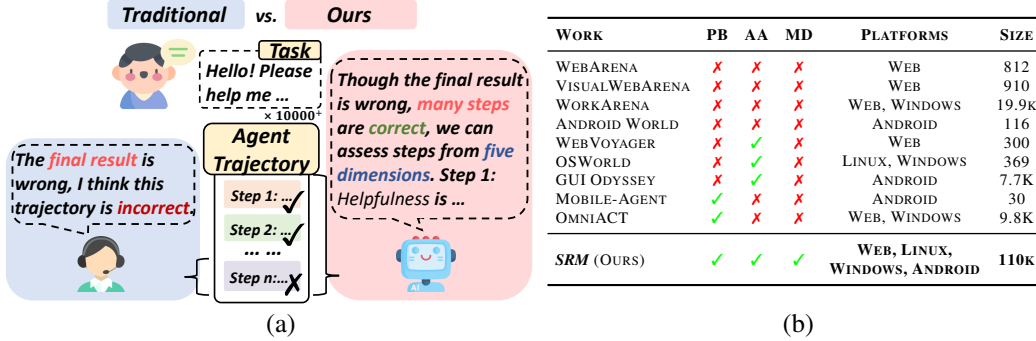 Traditional vs. Ours
Task
Hello! Please
help me ...
× 10000⁺
Agent
Trajectory
The final result is
wrong, I think this
trajectory is incorrect.
Step 1: ...✓
Step 2: ...✓
... ...
Step n:...✗
Though the final result
is wrong, many steps
are correct, we can
assess steps from five
dimensions. Step 1:
Helpfulness is ...
AI
(a)
WORK PB AA MD PLATFORMS SIZE
WEBARENA ✗ ✗ ✗ WEB 812
VISUALWEBARENA ✗ ✗ ✗ WEB 910
WORKARENA ✗ ✗ ✗ WEB, WINDOWS 19.9K
ANDROID WORLD ✗ ✗ ✗ ANDROID 116
WEBVOYAGER ✗ ✓ ✗ WEB 300
OSWORLD ✗ ✓ ✗ LINUX, WINDOWS 369
GUI ODYSSEY ✗ ✓ ✗ ANDROID 7.7K
MOBILE-AGENT ✓ ✗ ✗ ANDROID 30
OMNIACT ✓ ✗ ✗ WEB, WINDOWS 9.8K
SRM (OURS) ✓ ✓ ✓ WEB, LINUX, WINDOWS, ANDROID 110K
(b)